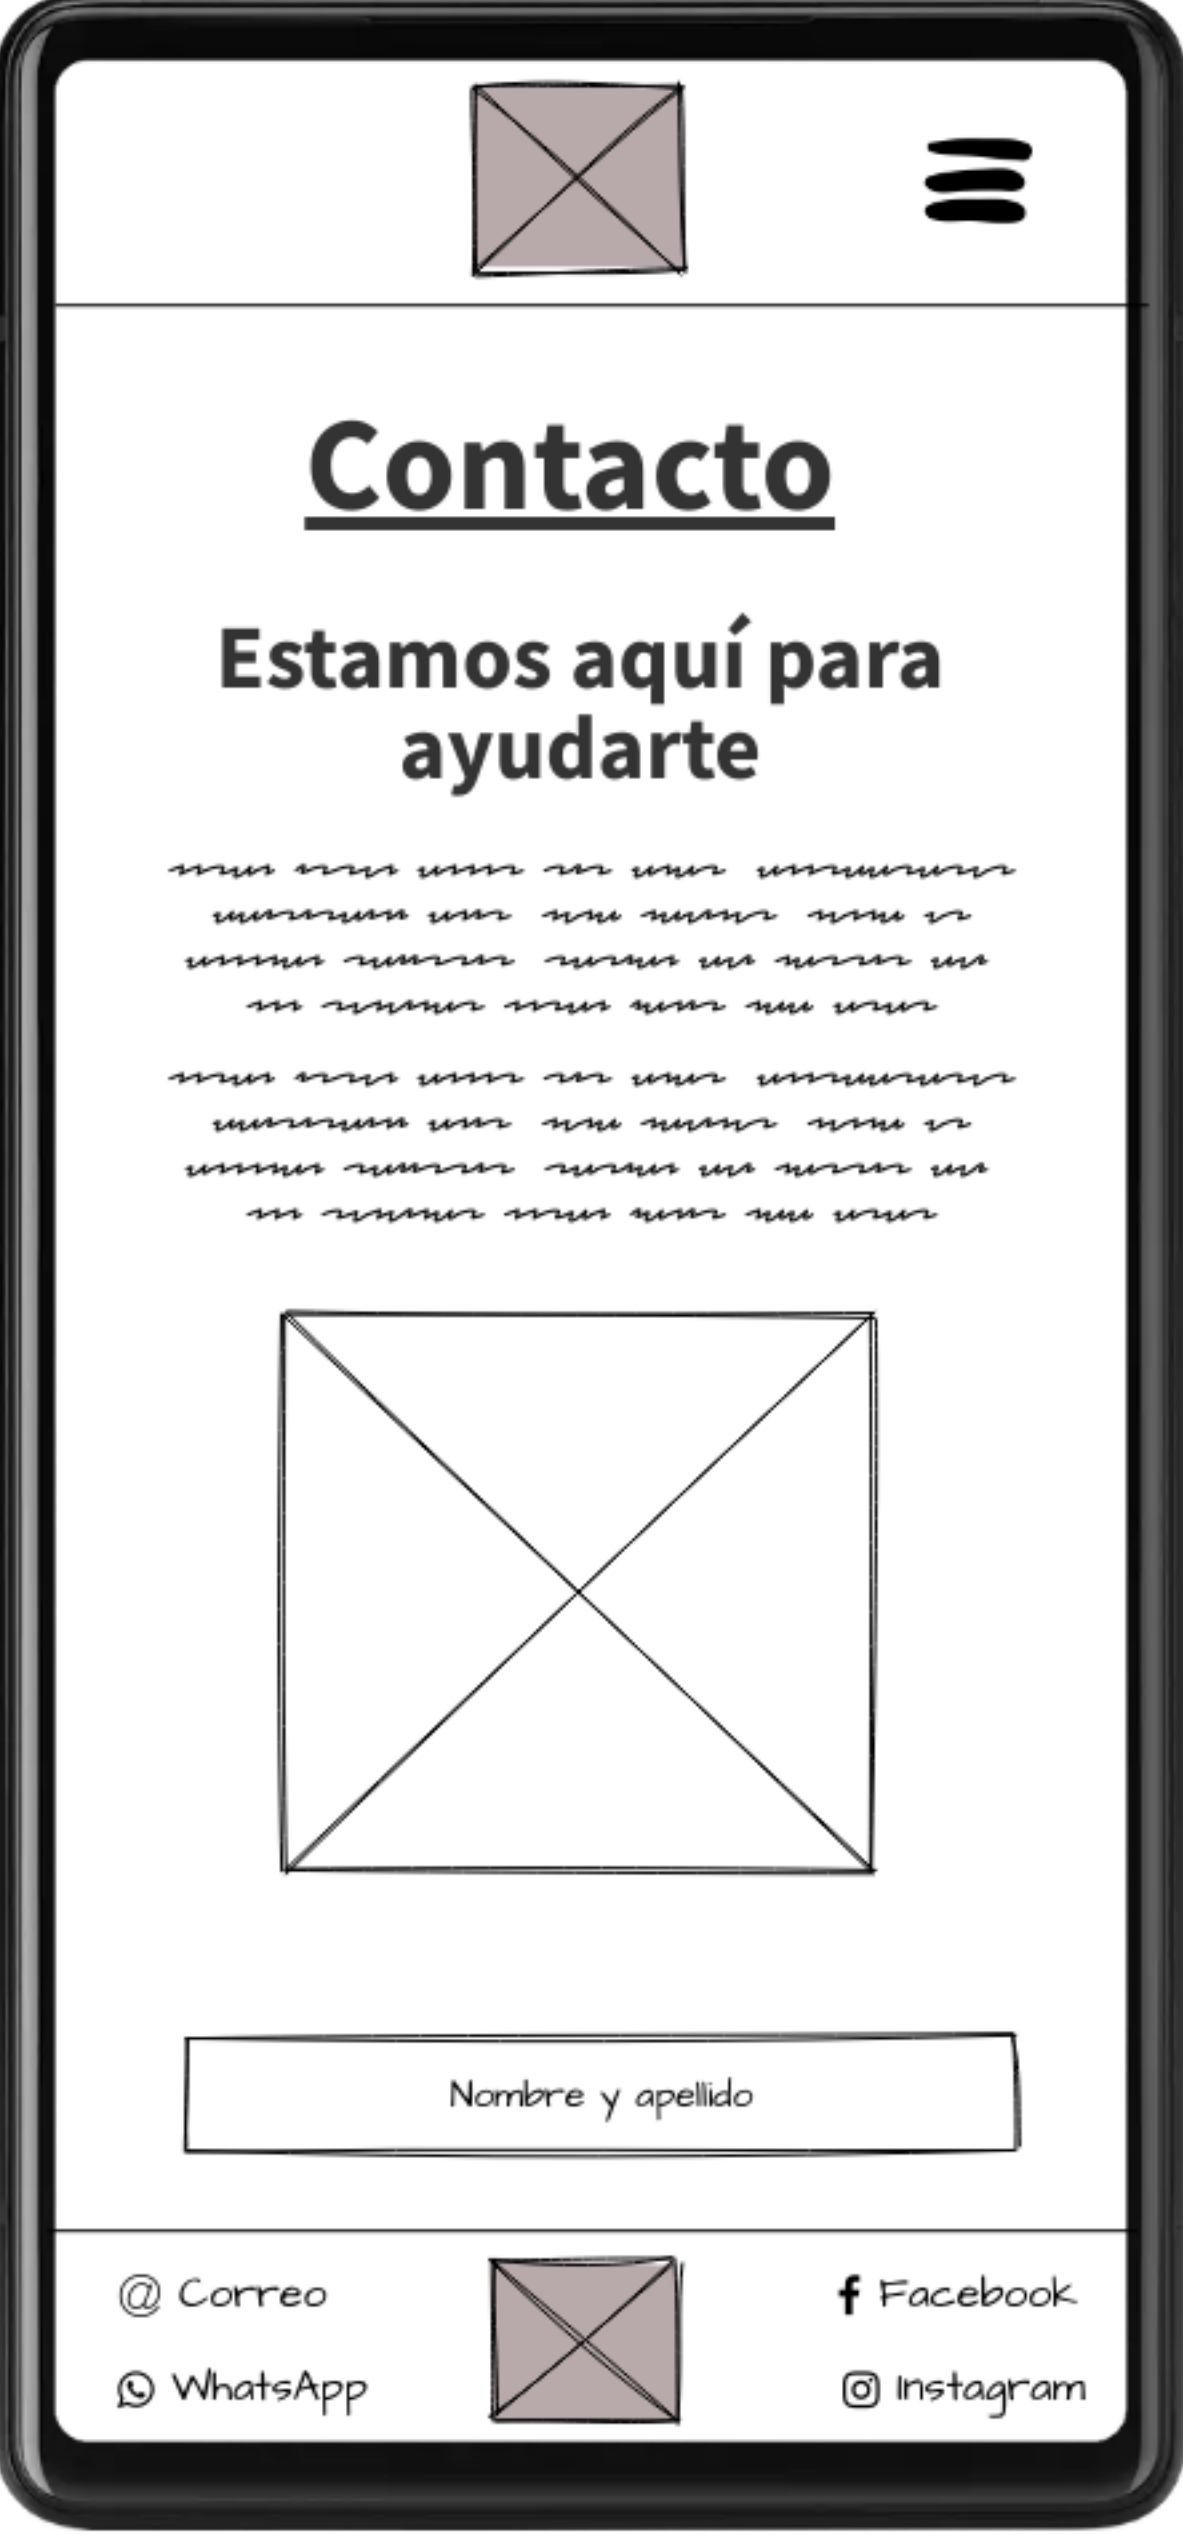 Contacto
Estamos aquí para
ayudarte
Nombre y apellido
@ Correo
Facebook
WhatsApp
Instagram